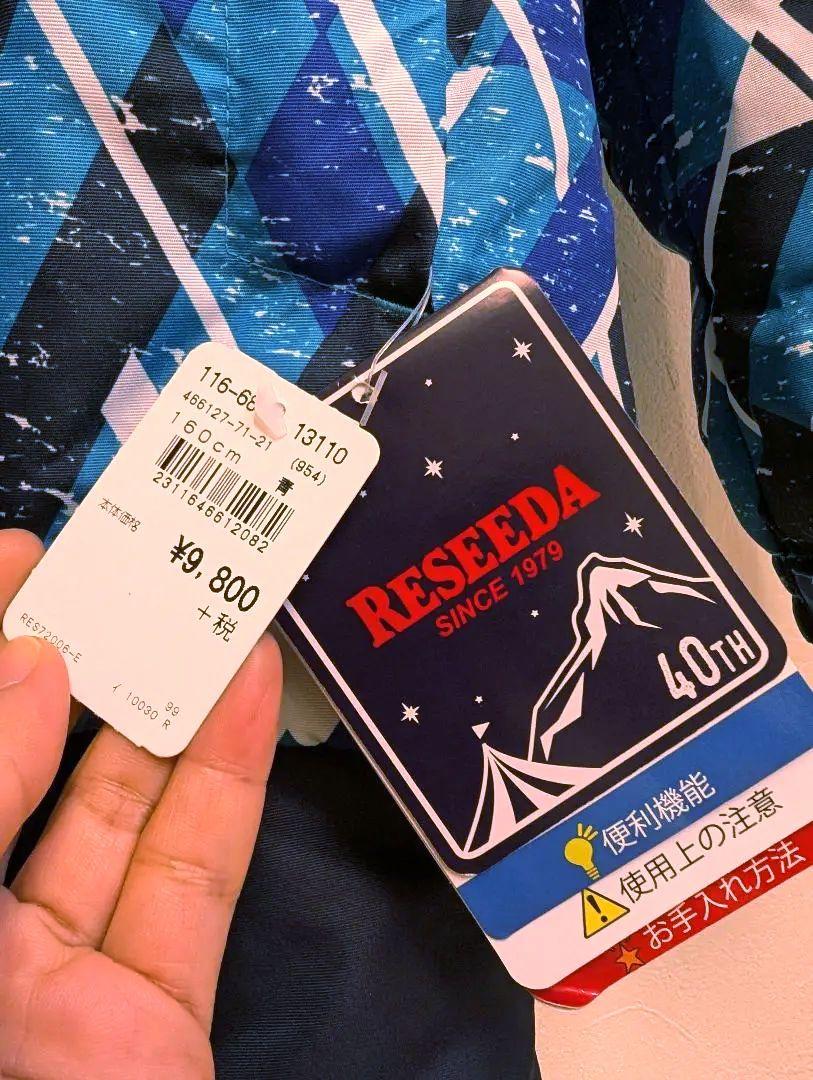 116-66 13110
466127-71-21 (954)
160cm 青
2311646612082
本体価格
¥9,800
+税
RES72006-E
99
イ 10030 R
RESEEDA
SINCE 1979
40TH
便利機能
使用上の注意
お手入れ方法